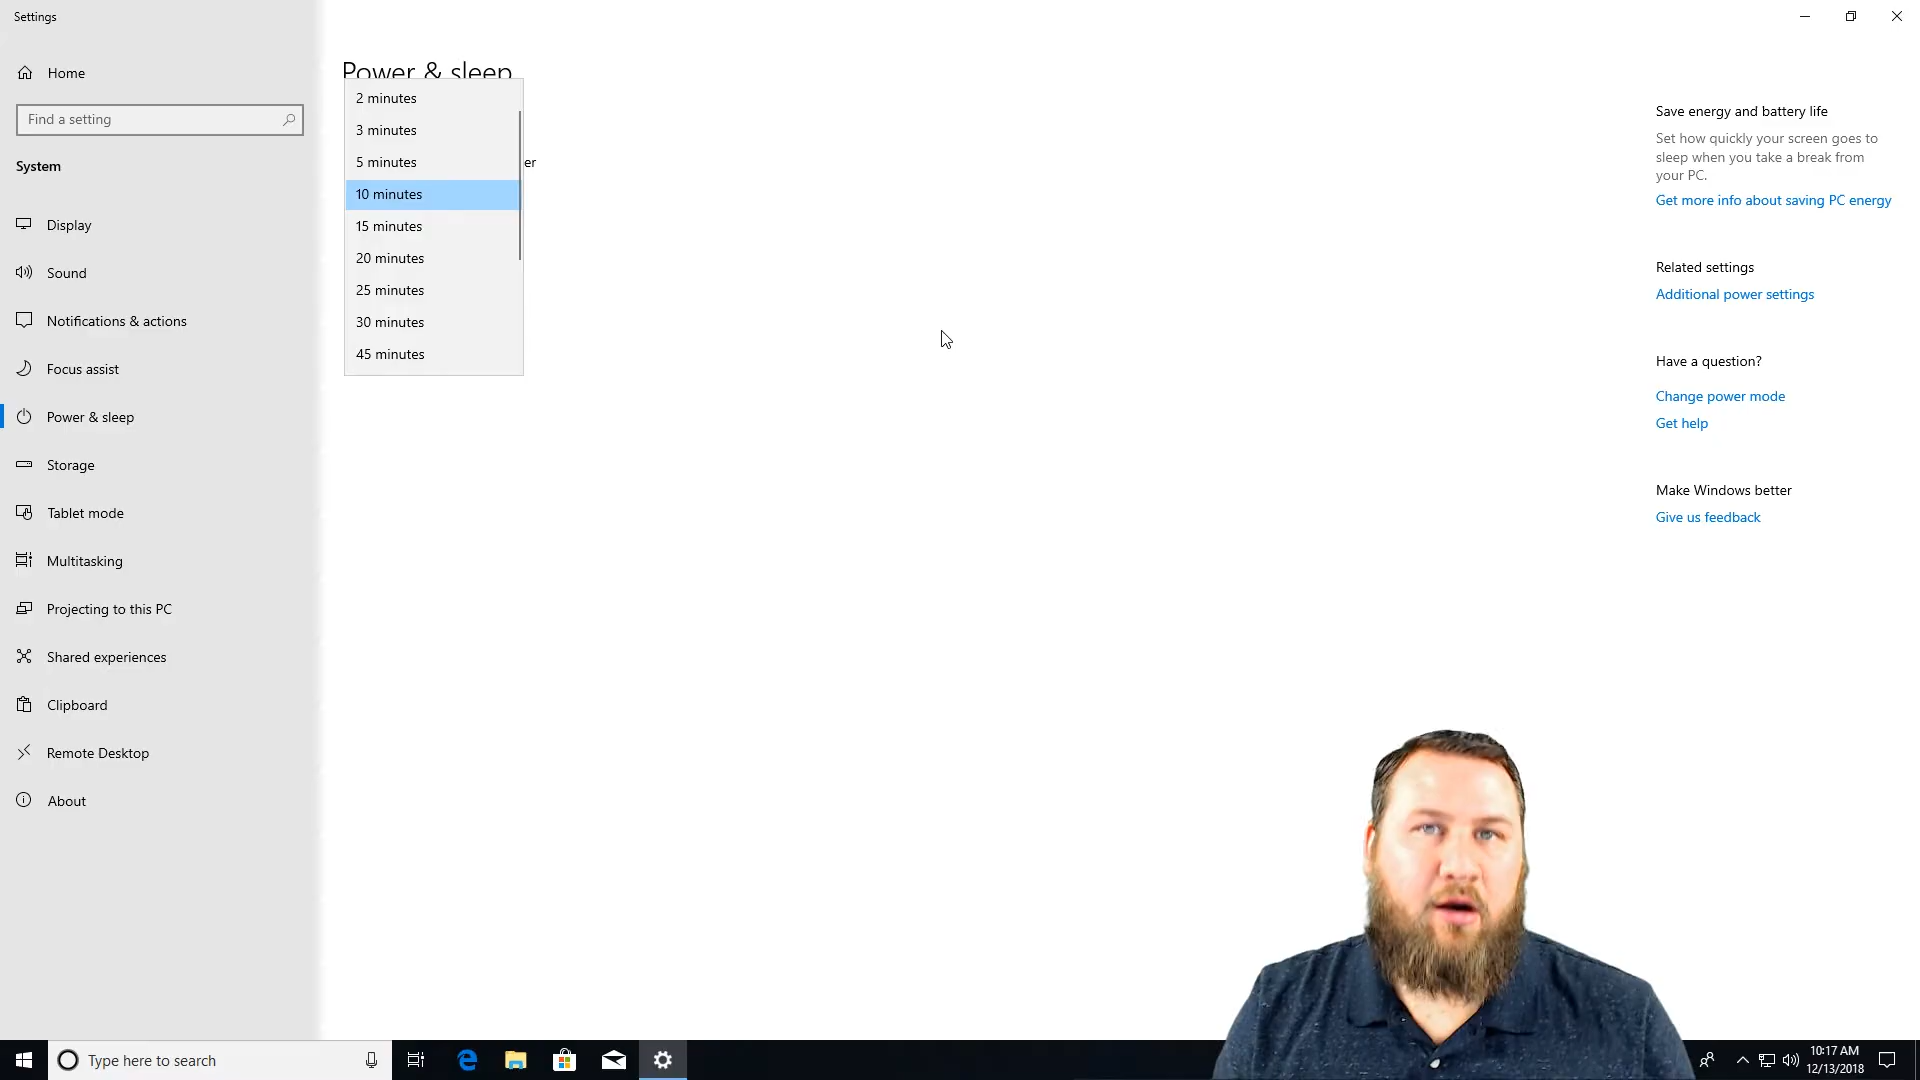 Settings
Home
Find a setting
System
Display
Sound
Notifications & actions
Focus assist
Power & sleep
Storage
Tablet mode
Multitasking
Projecting to this PC
Shared experiences
Clipboard
Remote Desktop
About
Power & sleep
2 minutes
3 minutes
5 minutes
er
10 minutes
15 minutes
20 minutes
25 minutes
30 minutes
45 minutes
Save energy and battery life
Set how quickly your screen goes to
sleep when you take a break from
your PC.
Get more info about saving PC energy
Related settings
Additional power settings
Have a question?
Change power mode
Get help
Make Windows better
Give us feedback
Type here to search
10:17 AM
12/13/2018